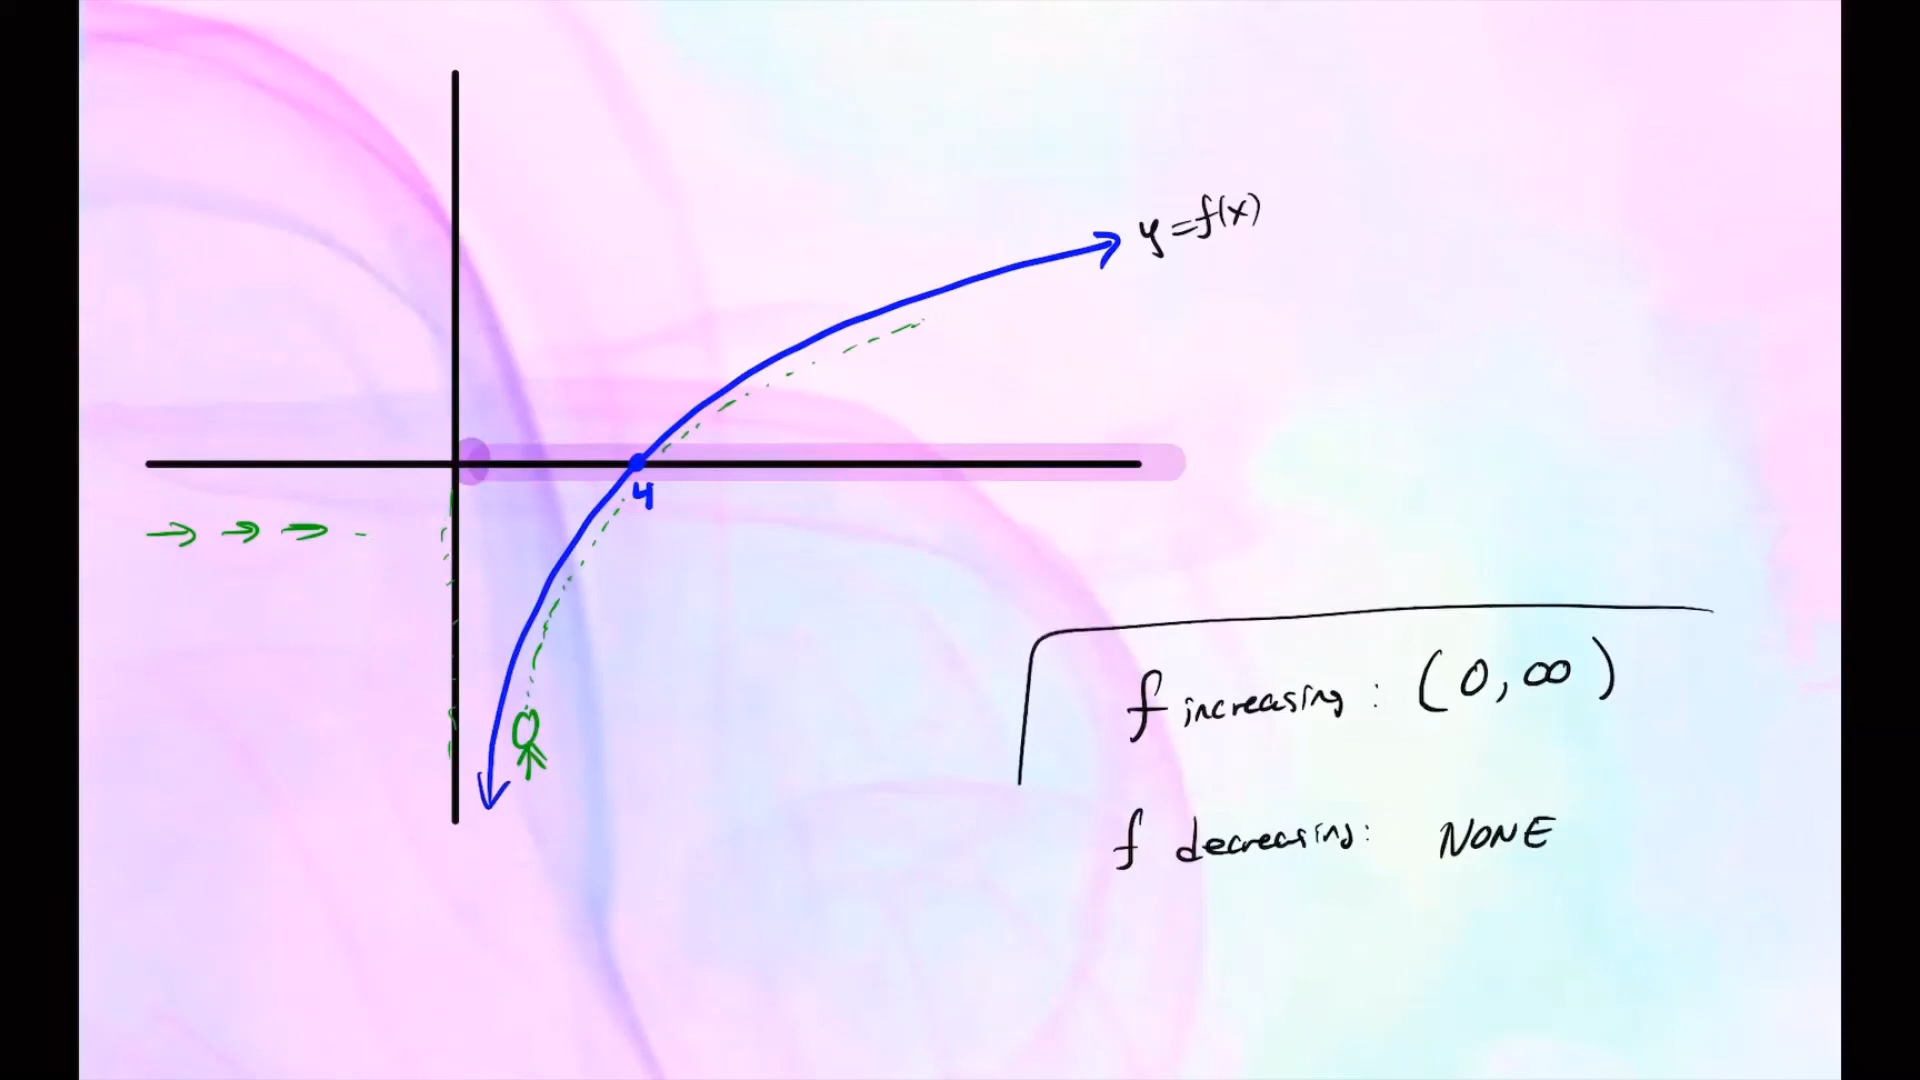 y=f(x)
4
f increasing: (0, ∞)
f decreasing: NONE